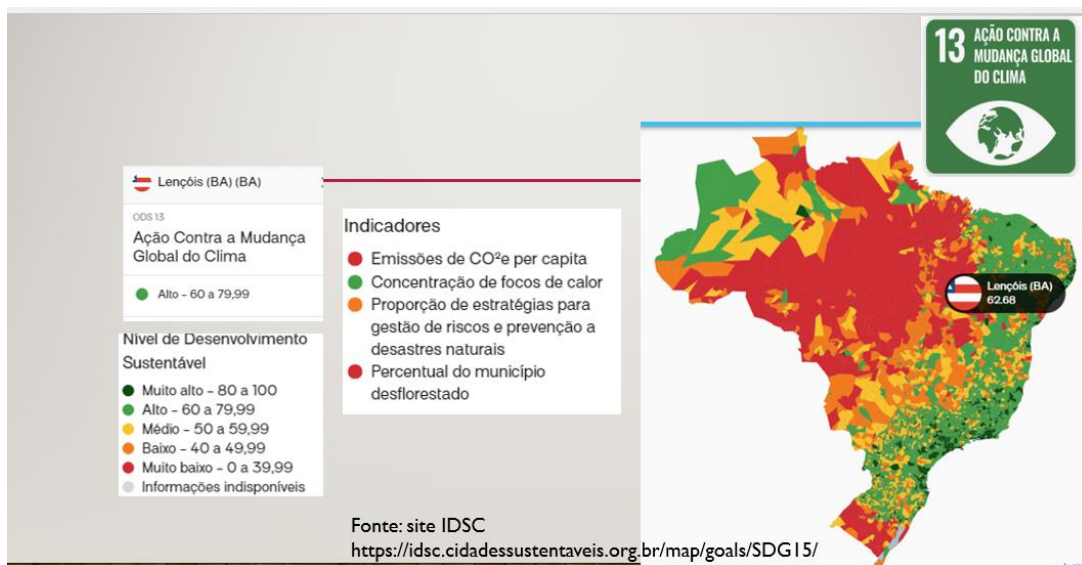 13 AÇÃO CONTRA A
MUDANÇA GLOBAL
DO CLIMA
Lençóis (BA) (BA)
ODS 13
Ação Contra a Mudança
Global do Clima
Alto - 60 a 79,99
Nível de Desenvolvimento
Sustentável
Muito alto - 80 a 100
Alto - 60 a 79,99
Médio - 50 a 59,99
Baixo - 40 a 49,99
Muito baixo - 0 a 39,99
Informações indisponíveis
Indicadores
Emissões de CO²e per capita
Concentração de focos de calor
Proporção de estratégias para
gestão de riscos e prevenção a
desastres naturais
Percentual do município
desflorestado
Lençóis (BA)
62.68
Fonte: site IDSC
https://idsc.cidadessustentaveis.org.br/map/goals/SDG15/